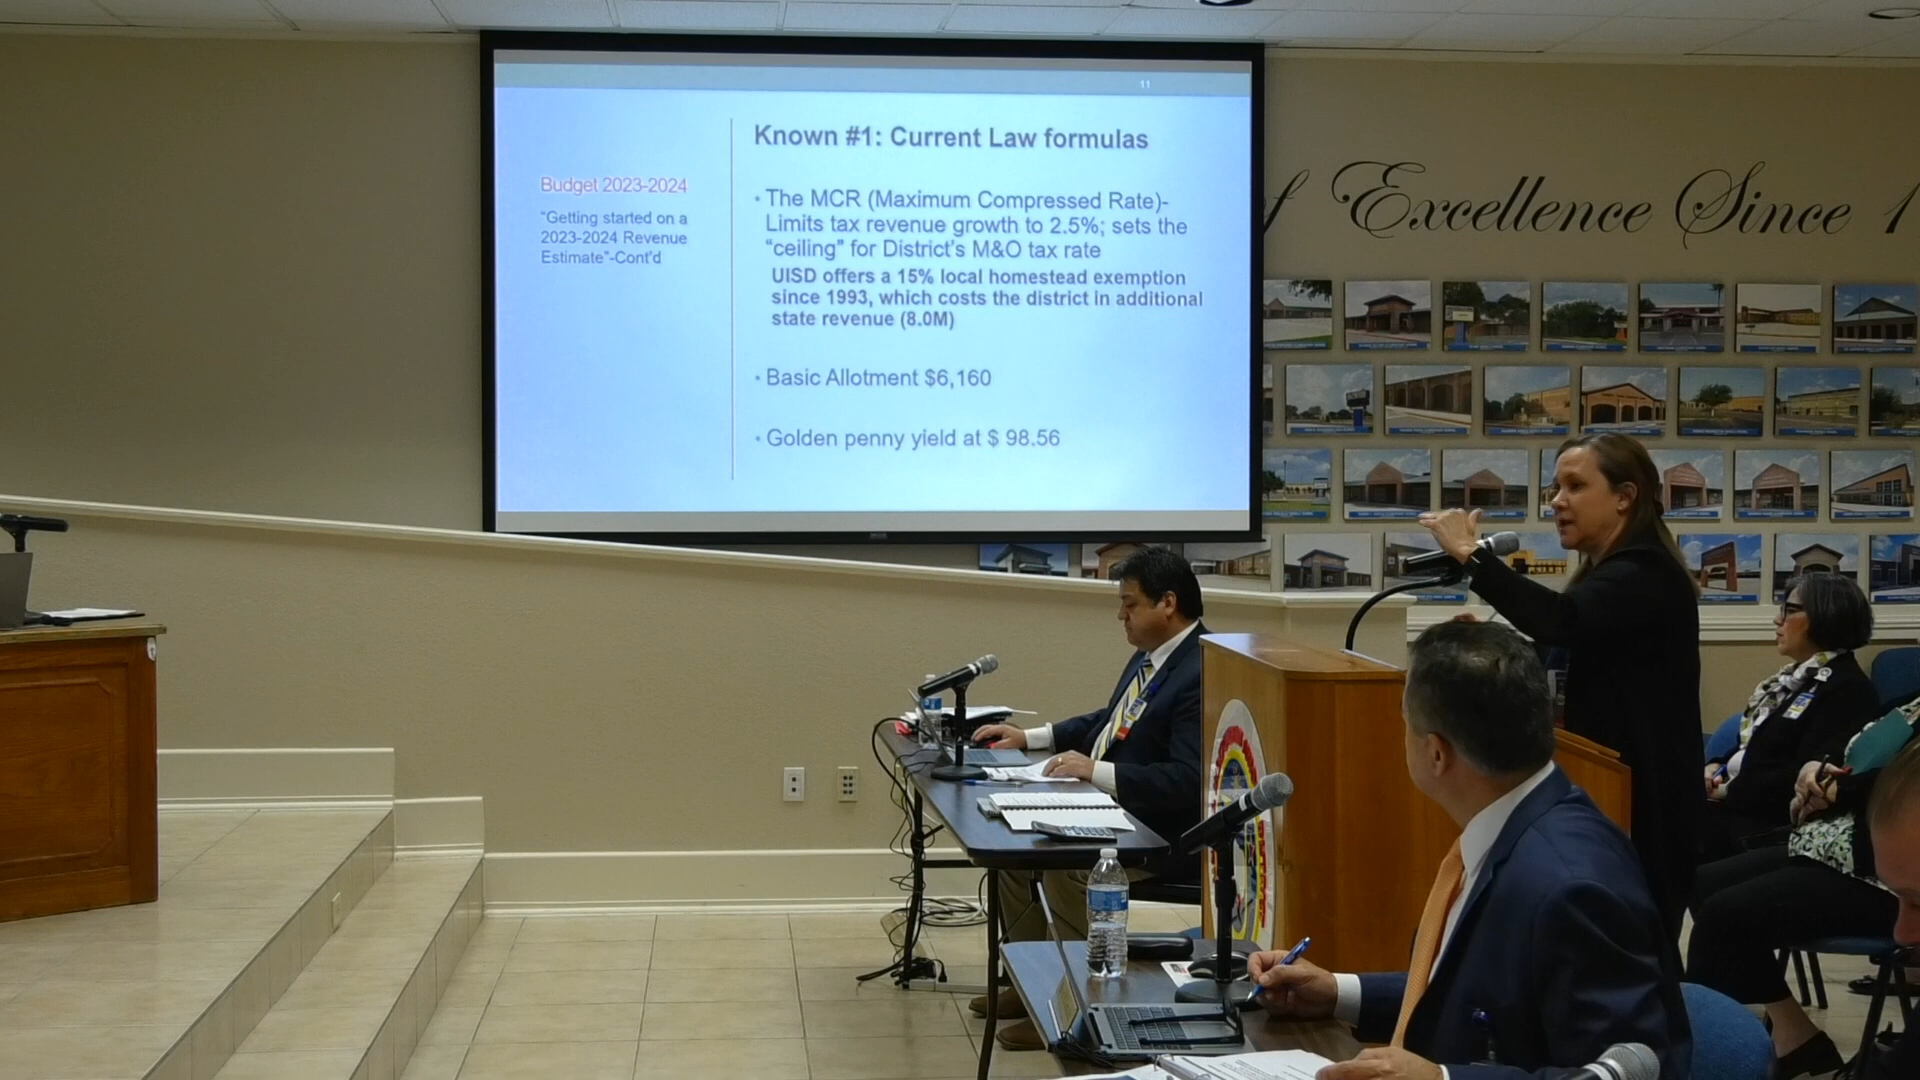 11
Known #1: Current Law formulas
Budget 2023-2024
"Getting started on a
2023-2024 Revenue
Estimate"-Cont'd
• The MCR (Maximum Compressed Rate)-
Limits tax revenue growth to 2.5%; sets the
"ceiling" for District's M&O tax rate
UISD offers a 15% local homestead exemption
since 1993, which costs the district in additional
state revenue (8.0M)
• Basic Allotment $6,160
• Golden penny yield at $ 98.56
of Excellence Since 1